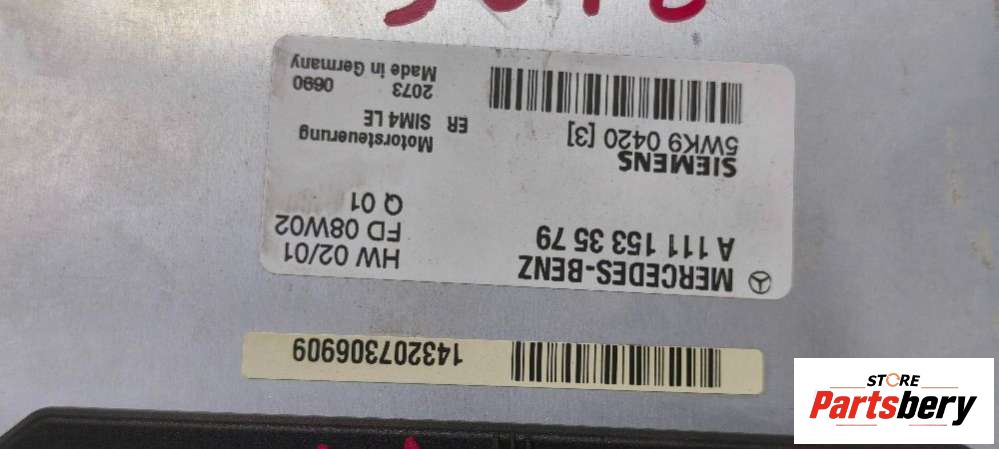 MERCEDES-BENZ
A 111 153 35 79
HW 02/01
FD 08W02
Q 01
SIEMENS
5WK9 0420 [3]
Motorsteuerung
ER SIM4 LE
2073 0690
Made in Germany
143207306909
STORE
Partsbery